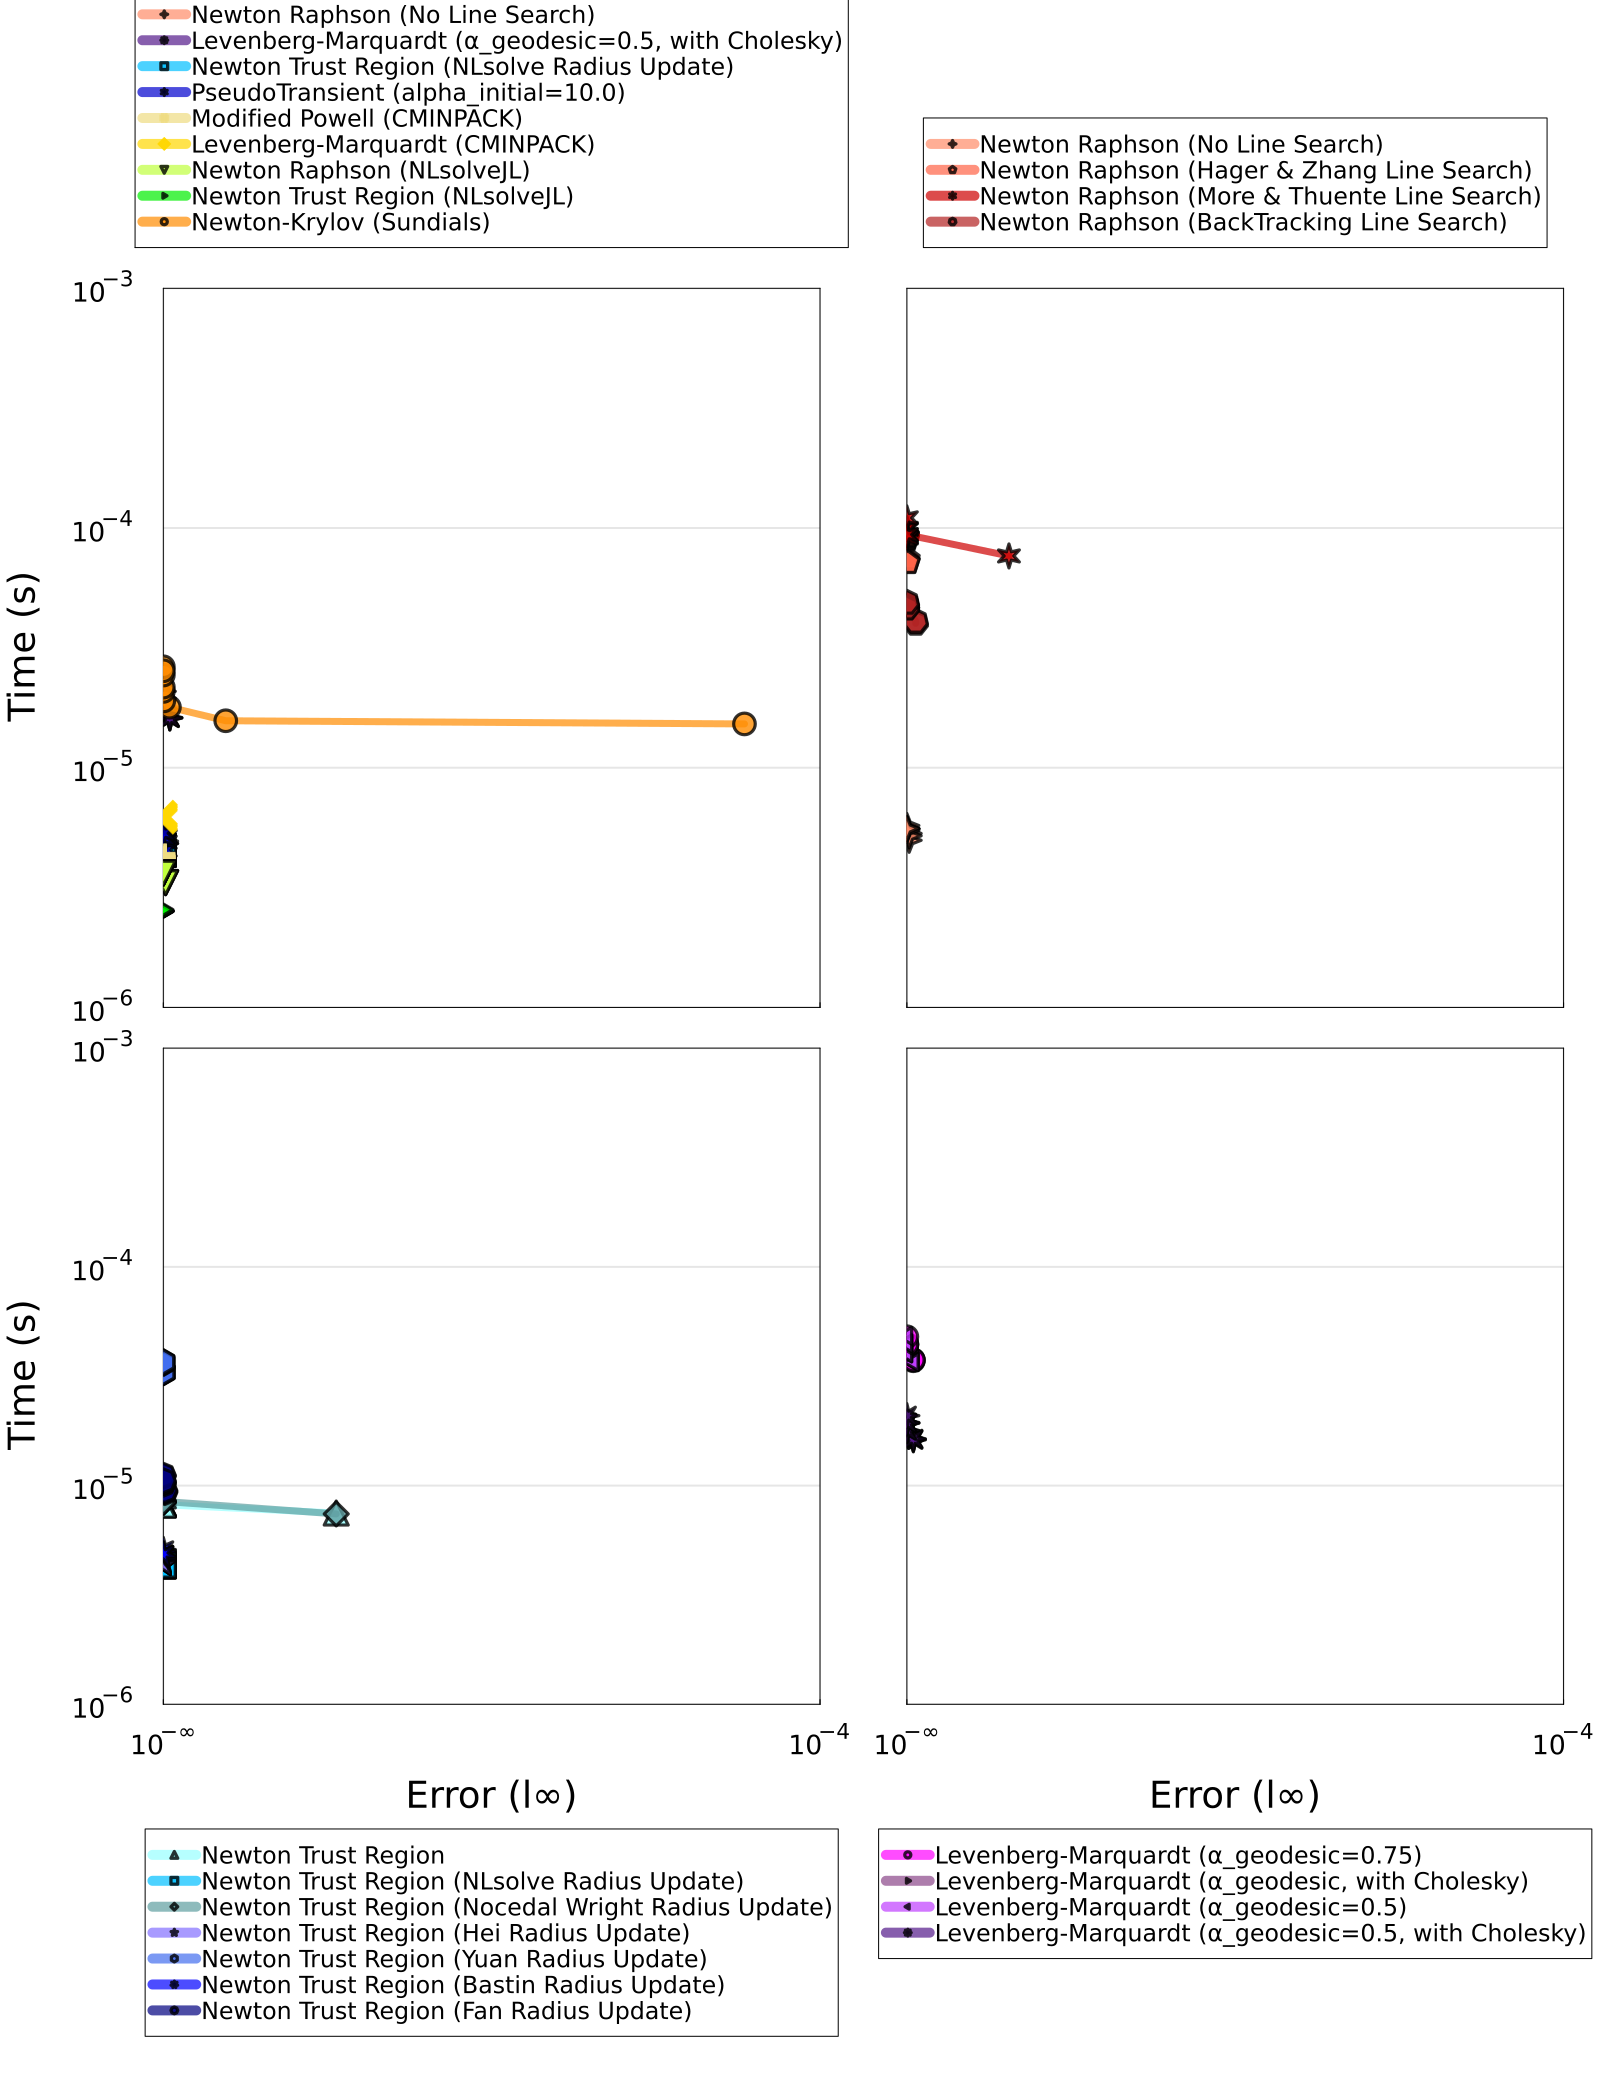 Newton Raphson (No Line Search)
Levenberg-Marquardt (α_geodesic=0.5, with Cholesky)
Newton Trust Region (NLsolve Radius Update)
PseudoTransient (alpha_initial=10.0)
Modified Powell (CMINPACK)
Levenberg-Marquardt (CMINPACK)
Newton Raphson (NLsolveJL)
Newton Trust Region (NLsolveJL)
Newton-Krylov (Sundials)
Newton Raphson (No Line Search)
Newton Raphson (Hager & Zhang Line Search)
Newton Raphson (More & Thuente Line Search)
Newton Raphson (BackTracking Line Search)
10⁻³
10⁻⁴
10⁻⁵
10⁻⁶
Time (s)
10⁻³
10⁻⁴
10⁻⁵
10⁻⁶
Time (s)
10^−∞
10⁻⁴
10^−∞
10⁻⁴
Error (l∞)
Error (l∞)
Newton Trust Region
Newton Trust Region (NLsolve Radius Update)
Newton Trust Region (Nocedal Wright Radius Update)
Newton Trust Region (Hei Radius Update)
Newton Trust Region (Yuan Radius Update)
Newton Trust Region (Bastin Radius Update)
Newton Trust Region (Fan Radius Update)
Levenberg-Marquardt (α_geodesic=0.75)
Levenberg-Marquardt (α_geodesic, with Cholesky)
Levenberg-Marquardt (α_geodesic=0.5)
Levenberg-Marquardt (α_geodesic=0.5, with Cholesky)